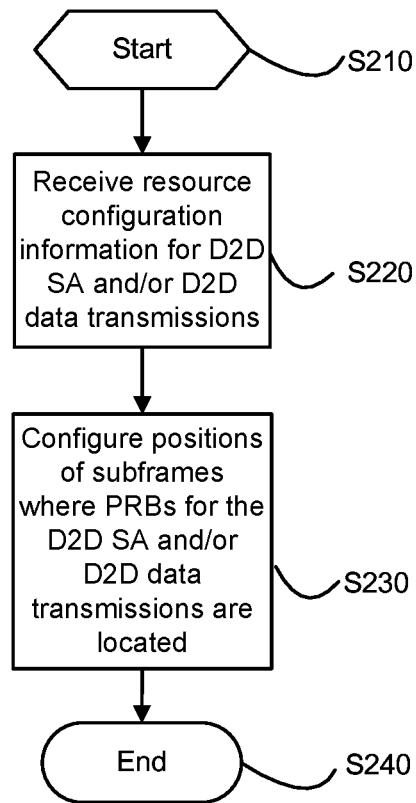 Start
S210
Receive resource
configuration
information for D2D
SA and/or D2D
data transmissions
S220
Configure positions
of subframes
where PRBs for the
D2D SA and/or
D2D data
transmissions are
located
S230
End
S240